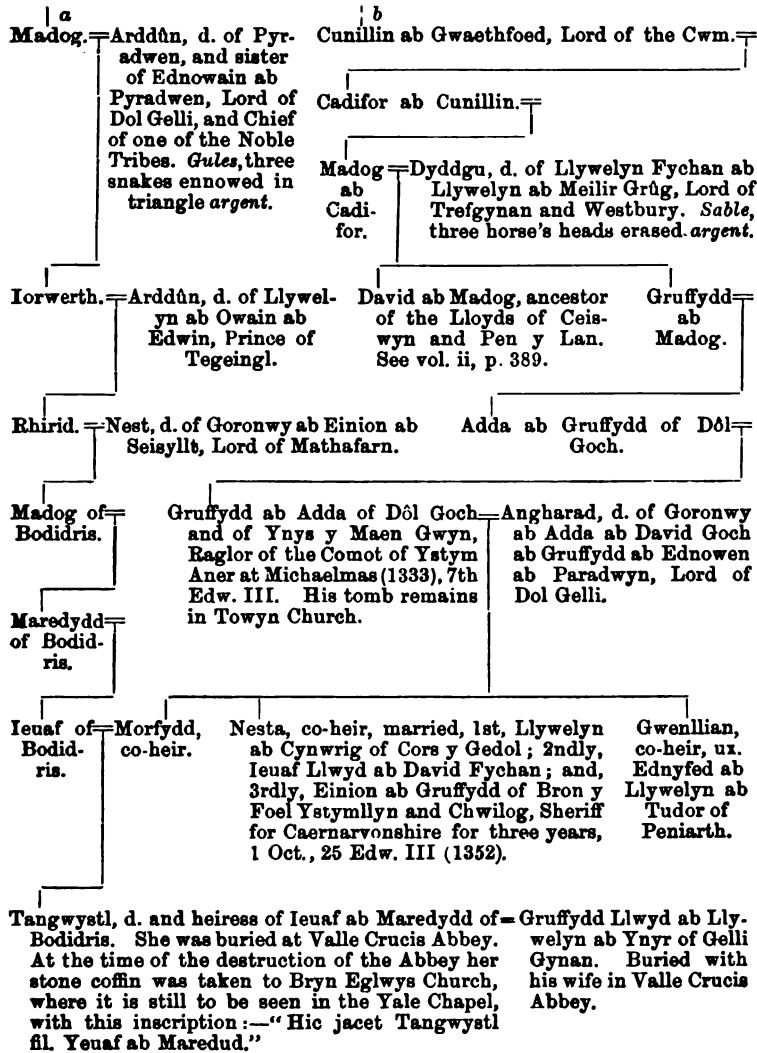 a
b
Madog.
Arddûn, d. of Pyr-
adwen, and sister
of Ednowain ab
Pyradwen, Lord of
Dol Gelli, and Chief
of one of the Noble
Tribes. Gules, three
snakes ennowed in
triangle argent.
Cunillin ab Gwaethfoed, Lord of the Cwm.
Cadifor ab Cunillin.
Madog
ab
Cadi-
for.
Dyddgu, d. of Llywelyn Fychan ab
Llywelyn ab Meilir Grûg, Lord of
Trefgynan and Westbury. Sable,
three horse's heads erased argent.
Iorwerth.
Arddûn, d. of Llywel-
yn ab Owain ab
Edwin, Prince of
Tegeingl.
David ab Madog, ancestor
of the Lloyds of Ceis-
wyn and Pen y Lan.
See vol. ii, p. 389.
Gruffydd
ab
Madog.
Rhirid.
Nest, d. of Goronwy ab Einion ab
Seisyllt, Lord of Mathafarn.
Adda ab Gruffydd of Dôl
Goch.
Madog of
Bodidris.
Gruffydd ab Adda of Dôl Goch
and of Ynys y Maen Gwyn,
Raglor of the Comot of Ystym
Aner at Michaelmas (1333), 7th
Edw. III. His tomb remains
in Towyn Church.
Angharad, d. of Goronwy
ab Adda ab David Goch
ab Gruffydd ab Ednowen
ab Paradwyn, Lord of
Dol Gelli.
Maredydd
of Bodid-
ris.
Ieuaf of
Bodid-
ris.
Morfydd,
co-heir.
Nesta, co-heir, married, 1st, Llywelyn
ab Cynwrig of Cors y Gedol; 2ndly,
Ieuaf Llwyd ab David Fychan; and,
3rdly, Einion ab Gruffydd of Bron y
Foel Ystymllyn and Chwilog, Sheriff
for Caernarvonshire for three years,
1 Oct., 25 Edw. III (1352).
Gwenllian,
co-heir, ux.
Ednyfed ab
Llywelyn ab
Tudor of
Peniarth.
Tangwystl, d. and heiress of Ieuaf ab Maredydd of
Bodidris. She was buried at Valle Crucis Abbey.
At the time of the destruction of the Abbey her
stone coffin was taken to Bryn Eglwys Church,
where it is still to be seen in the Yale Chapel,
with this inscription:—"Hic jacet Tangwystl
fil. Yeuaf ab Maredud."
Gruffydd Llwyd ab Lly-
welyn ab Ynyr of Gelli
Gynan. Buried with
his wife in Valle Crucis
Abbey.